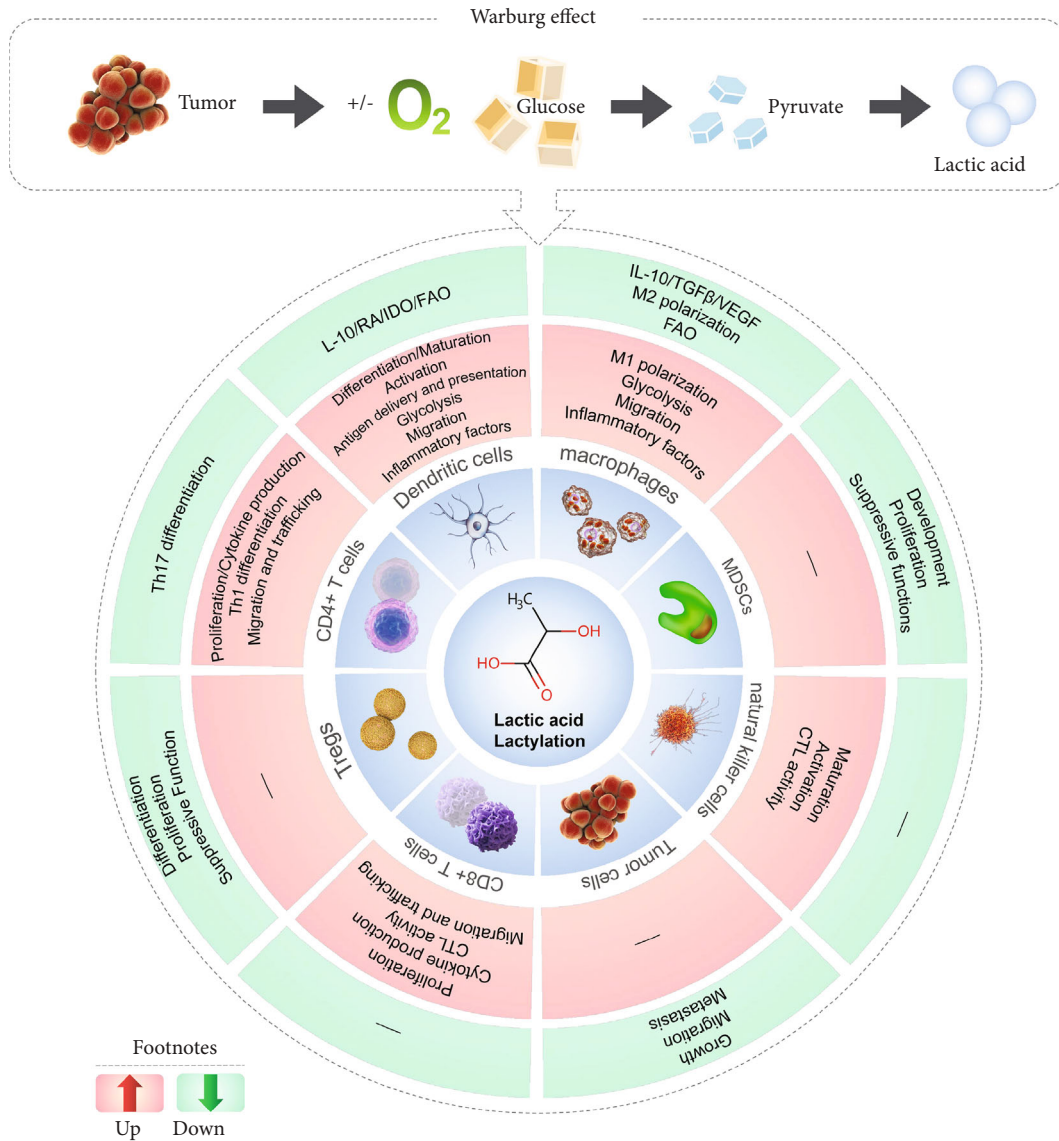 Warburg effect
Tumor
+/-
O2
Glucose
Pyruvate
Lactic acid
L-10/RA/IDO/FAO
IL-10/TGFβ/VEGF
M2 polarization
FAO
Differentiation/Maturation
Activation
Antigen delivery and presentation
Glycolysis
Migration
Inflammatory factors
M1 polarization
Glycolysis
Migration
Inflammatory factors
Dendritic cells
macrophages
Th17 differentiation
Proliferation/Cytokine production
Th1 differentiation
Migration and trafficking
CD4+ T cells
MDSCs
—
Development
Proliferation
Suppressive functions
H3C
OH
HO
O
Lactic acid
Lactylation
Differentiation
Proliferation
Suppressive Function
—
Tregs
natural killer cells
Maturation
Activation
CTL activity
—
CD8+ T cells
Tumor cells
Migration and trafficking
CTL activity
Cytokine production
Proliferation
—
—
Metastasis
Migration
Growth
Footnotes
Up
Down